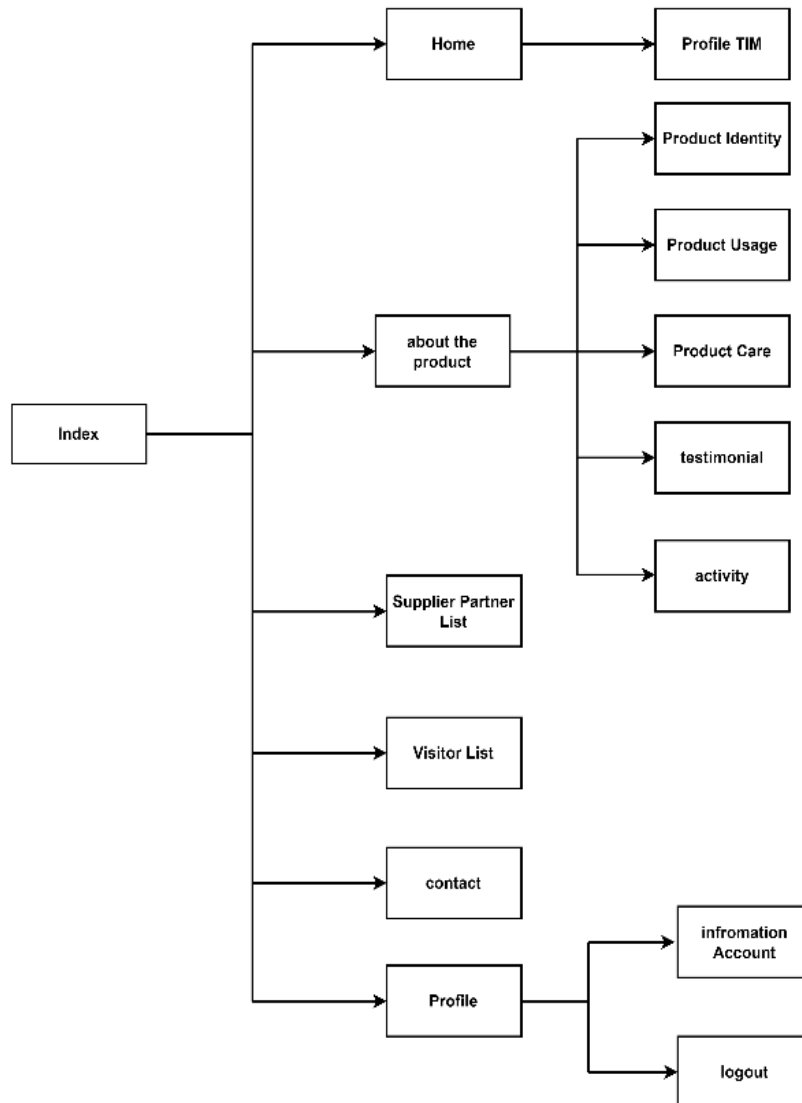 Home
Profile TIM
Product Identity
Product Usage
about the
product
Product Care
Index
testimonial
activity
Supplier Partner
List
Visitor List
contact
infromation
Account
Profile
logout